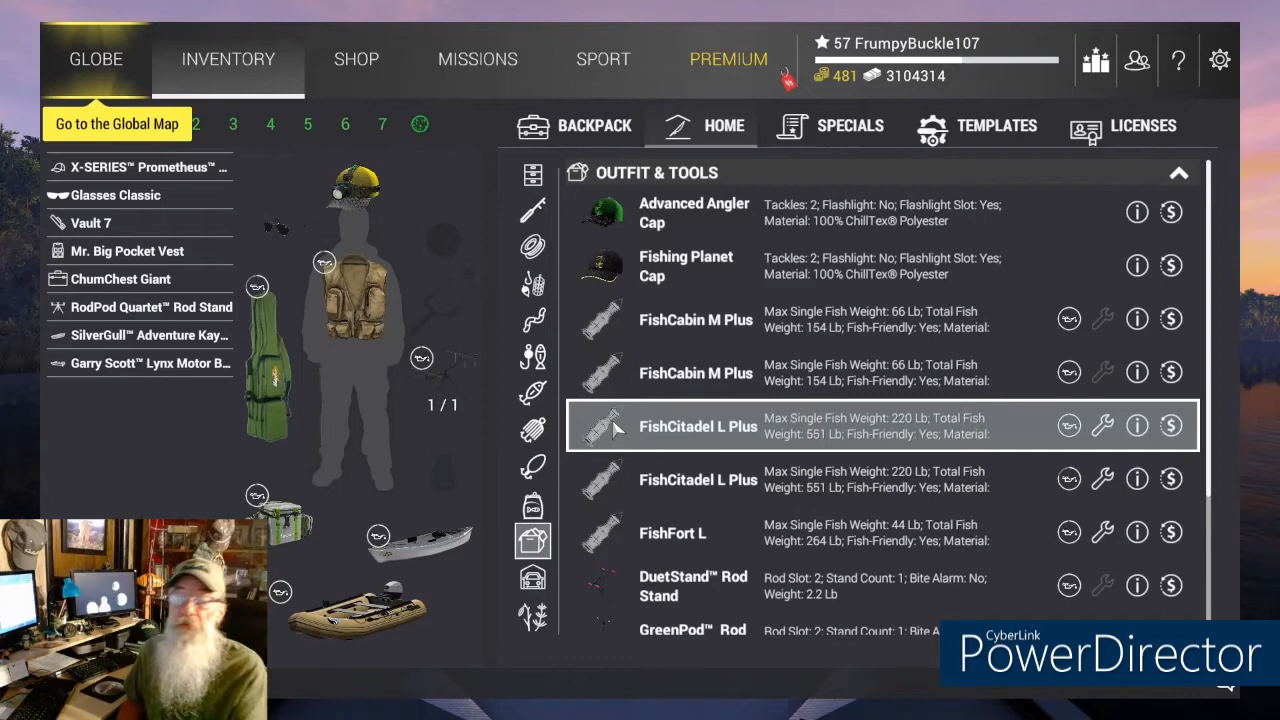 GLOBE
INVENTORY
SHOP
MISSIONS
SPORT
PREMIUM
57 FrumpyBuckle107
481 3104314
Go to the Global Map
2 3 4 5 6 7
BACKPACK
HOME
SPECIALS
TEMPLATES
LICENSES
X-SERIES™ Prometheus™ ...
Glasses Classic
Vault 7
Mr. Big Pocket Vest
ChumChest Giant
RodPod Quartet™ Rod Stand
SilverGull™ Adventure Kay...
Garry Scott™ Lynx Motor B...
1 / 1
OUTFIT & TOOLS
Advanced Angler
Cap
Tackles: 2; Flashlight: No; Flashlight Slot: Yes;
Material: 100% ChillTex® Polyester
Fishing Planet
Cap
Tackles: 2; Flashlight: No; Flashlight Slot: Yes;
Material: 100% ChillTex® Polyester
FishCabin M Plus
Max Single Fish Weight: 66 Lb; Total Fish
Weight: 154 Lb; Fish-Friendly: Yes; Material:
FishCabin M Plus
Max Single Fish Weight: 66 Lb; Total Fish
Weight: 154 Lb; Fish-Friendly: Yes; Material:
FishCitadel L Plus
Max Single Fish Weight: 220 Lb; Total Fish
Weight: 551 Lb; Fish-Friendly: Yes; Material:
FishCitadel L Plus
Max Single Fish Weight: 220 Lb; Total Fish
Weight: 551 Lb; Fish-Friendly: Yes; Material:
FishFort L
Max Single Fish Weight: 44 Lb; Total Fish
Weight: 264 Lb; Fish-Friendly: Yes; Material:
DuetStand™ Rod
Stand
Rod Slot: 2; Stand Count: 1; Bite Alarm: No;
Weight: 2.2 Lb
GreenPod™ Rod
Rod Slot: 2; Stand Count: 1; Bite A
CyberLink
PowerDirector